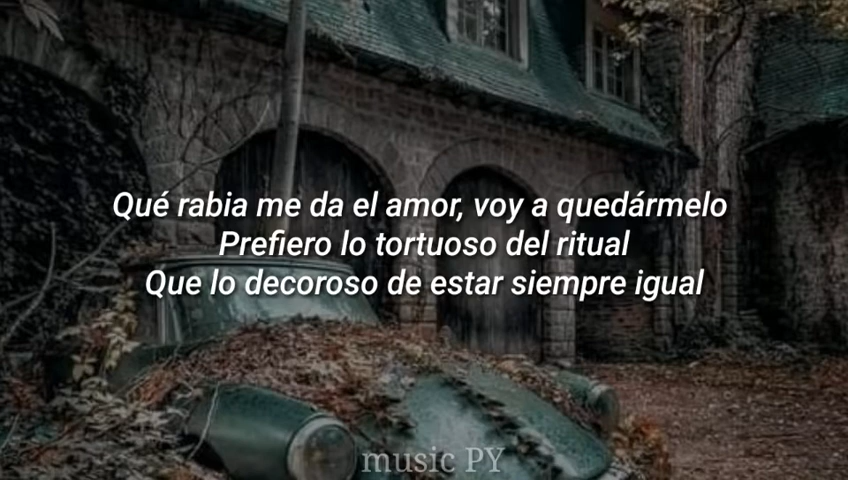 Qué rabia me da el amor, voy a quedármelo
Prefiero lo tortuoso del ritual
Que lo decoroso de estar siempre igual
music PY